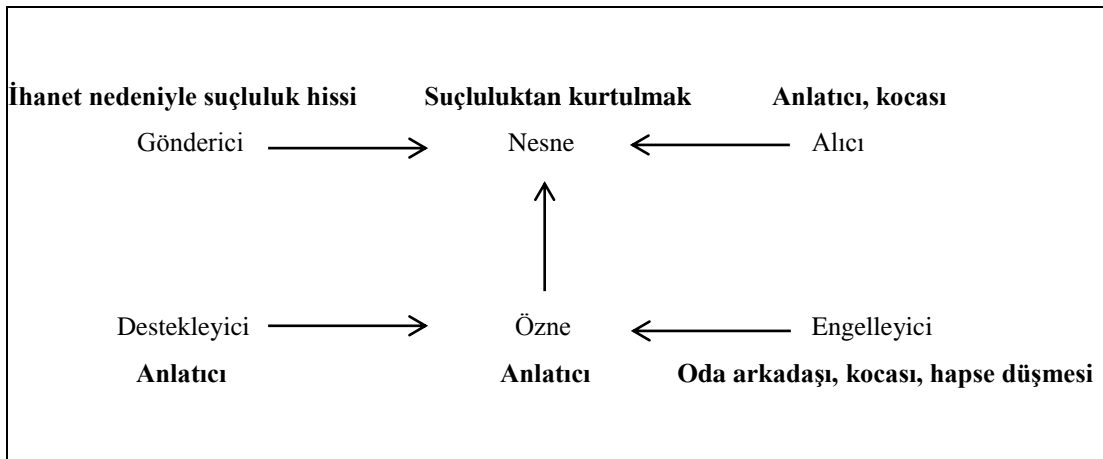 İhanet nedeniyle suçluluk hissi Suçluluktan kurtulmak Anlatıcı, kocası
Gönderici Nesne Alıcı
Destekleyici Özne Engelleyici
Anlatıcı Anlatıcı Oda arkadaşı, kocası, hapse düşmesi